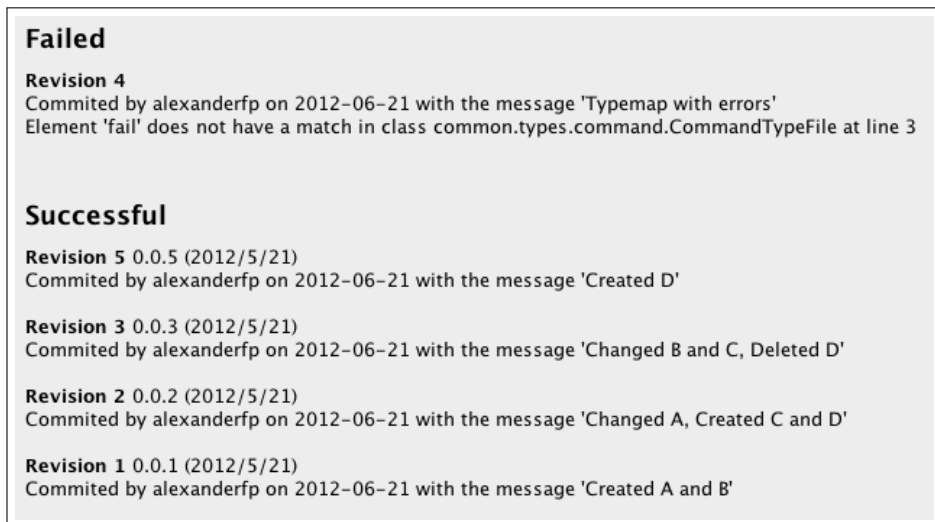 Failed
Revision 4
Commited by alexanderfp on 2012-06-21 with the message 'Typemap with errors'
Element 'fail' does not have a match in class common.types.command.CommandTypeFile at line 3
Successful
Revision 5 0.0.5 (2012/5/21)
Commited by alexanderfp on 2012-06-21 with the message 'Created D'
Revision 3 0.0.3 (2012/5/21)
Commited by alexanderfp on 2012-06-21 with the message 'Changed B and C, Deleted D'
Revision 2 0.0.2 (2012/5/21)
Commited by alexanderfp on 2012-06-21 with the message 'Changed A, Created C and D'
Revision 1 0.0.1 (2012/5/21)
Commited by alexanderfp on 2012-06-21 with the message 'Created A and B'